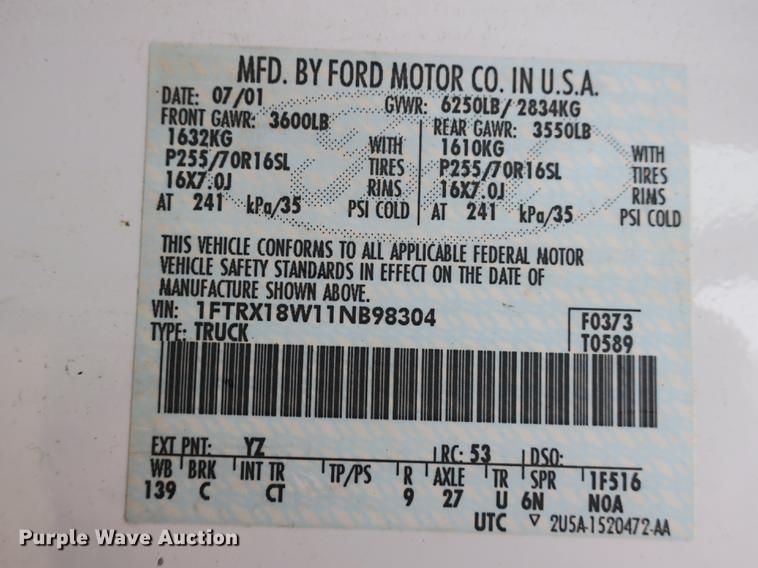 MFD. BY FORD MOTOR CO. IN U.S.A.
DATE: 07/01 GVWR: 6250LB/ 2834KG
FRONT GAWR: 3600LB REAR GAWR: 3550LB
1632KG WITH 1610KG WITH
P255/70R16SL TIRES P255/70R16SL TIRES
16X7.0J RIMS 16X7.0J RIMS
AT 241 kPa/35 PSI COLD AT 241 kPa/35 PSI COLD
THIS VEHICLE CONFORMS TO ALL APPLICABLE FEDERAL MOTOR
VEHICLE SAFETY STANDARDS IN EFFECT ON THE DATE OF
MANUFACTURE SHOWN ABOVE.
VIN: 1FTRX18W11NB98304 F0373
TYPE: TRUCK T0589
EXT PNT: YZ RC: 53 DSO:
WB BRK INT TR TP/PS R AXLE TR SPR 1F516
139 C CT 9 27 U 6N NOA
UTC ▽ 2U5A-1520472-AA
Purple Wave Auction